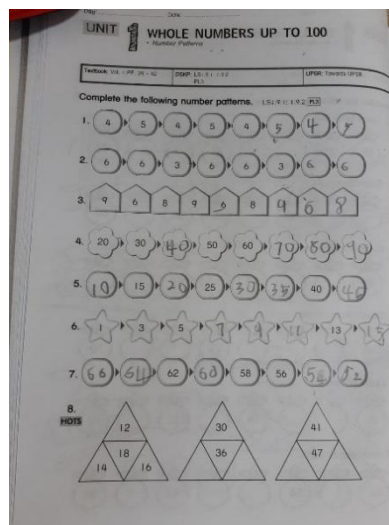 UNIT 1 WHOLE NUMBERS UP TO 100
• Number Patterns
Complete the following number patterns.
1. 4 5 4 5 4 5 4 5
2. 6 6 3 6 6 3 6 6
3. 9 6 8 9 6 8 9 6 8
4. 20 30 40 50 60 70 80 90
5. 10 15 20 25 30 35 40
6. 1 3 5 7 9 11 13 15
7. 66 64 62 60 58 56 54 52
8.
HOTS
12 30 41
18 36 47
14 16